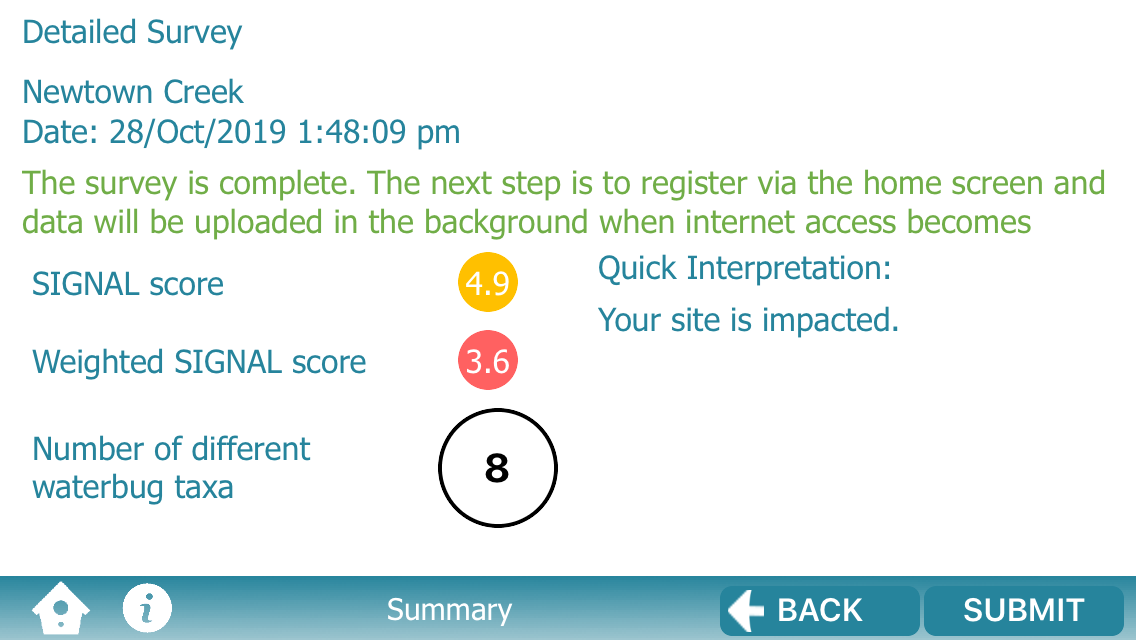 Detailed Survey
Newtown Creek
Date: 28/Oct/2019 1:48:09 pm
The survey is complete. The next step is to register via the home screen and
data will be uploaded in the background when internet access becomes
SIGNAL score
4.9
Quick Interpretation:
Your site is impacted.
Weighted SIGNAL score
3.6
Number of different
waterbug taxa
8
i
Summary
BACK
SUBMIT